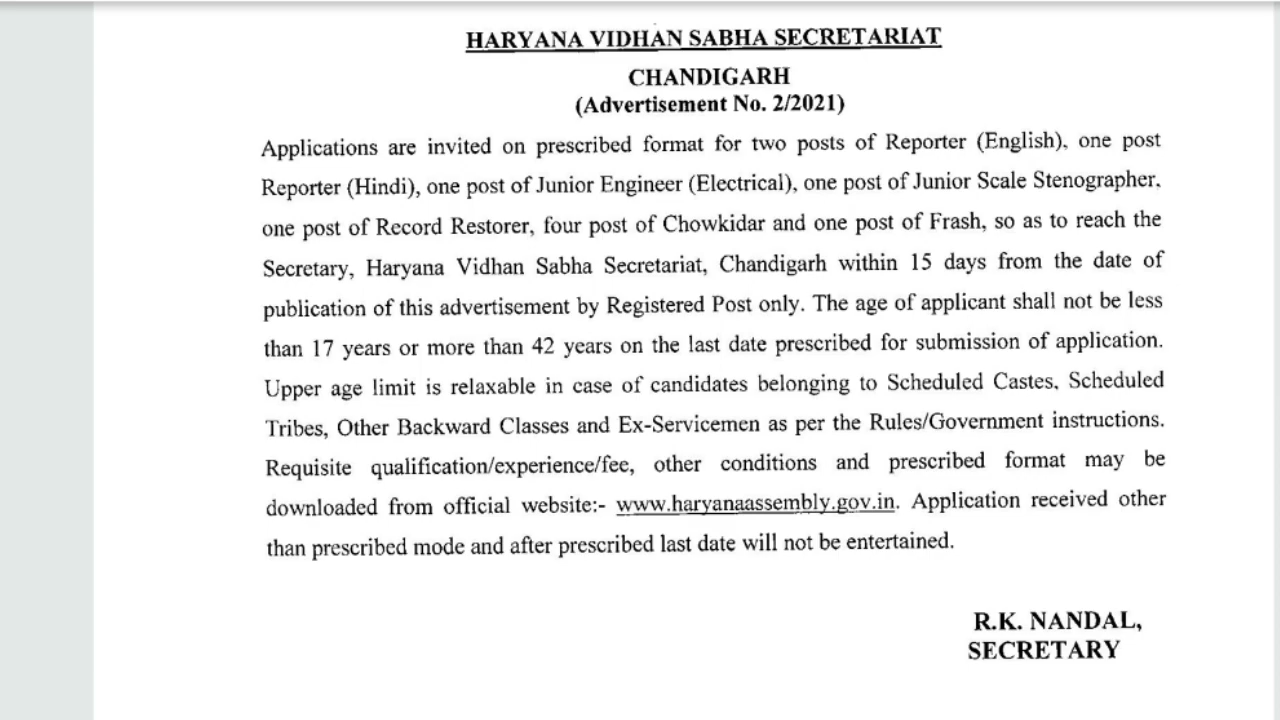 HARYANA VIDHAN SABHA SECRETARIAT
CHANDIGARH
(Advertisement No. 2/2021)
Applications are invited on prescribed format for two posts of Reporter (English), one post
Reporter (Hindi), one post of Junior Engineer (Electrical), one post of Junior Scale Stenographer,
one post of Record Restorer, four post of Chowkidar and one post of Frash, so as to reach the
Secretary, Haryana Vidhan Sabha Secretariat, Chandigarh within 15 days from the date of
publication of this advertisement by Registered Post only. The age of applicant shall not be less
than 17 years or more than 42 years on the last date prescribed for submission of application.
Upper age limit is relaxable in case of candidates belonging to Scheduled Castes, Scheduled
Tribes, Other Backward Classes and Ex-Servicemen as per the Rules/Government instructions.
Requisite qualification/experience/fee, other conditions and prescribed format may be
downloaded from official website:- www.haryanaassembly.gov.in. Application received other
than prescribed mode and after prescribed last date will not be entertained.
R.K. NANDAL,
SECRETARY